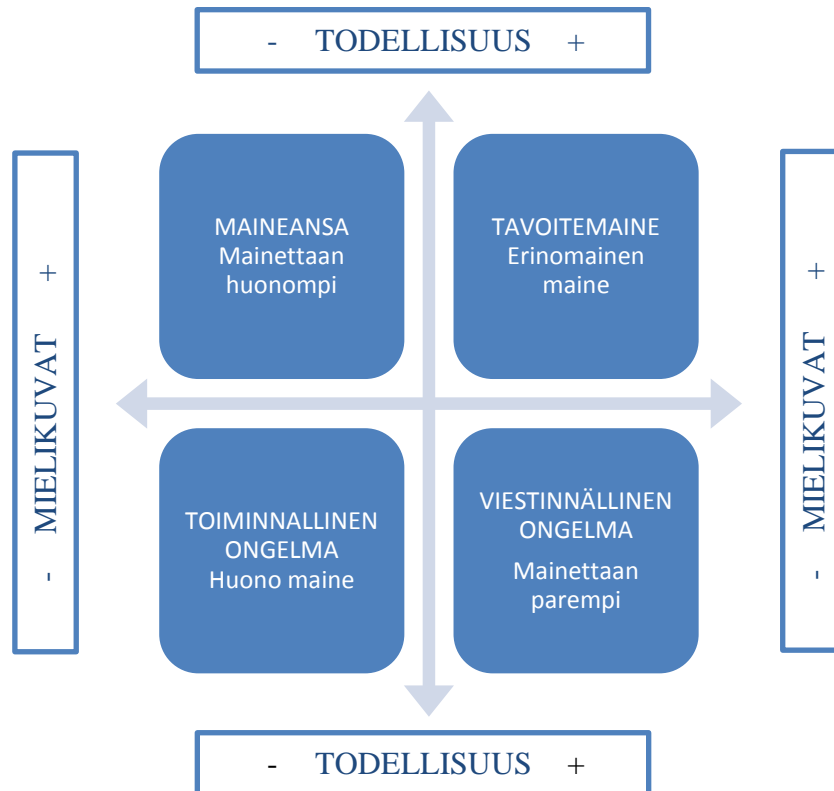 - TODELLISUUS +
MAINEANSA
Mainettaan
huonompi
TAVOITEMAINE
Erinomainen
maine
- MIELIKUVAT +
- MIELIKUVAT +
TOIMINNALLINEN
ONGELMA
Huono maine
VIESTINNÄLLINEN
ONGELMA
Mainettaan
parempi
- TODELLISUUS +